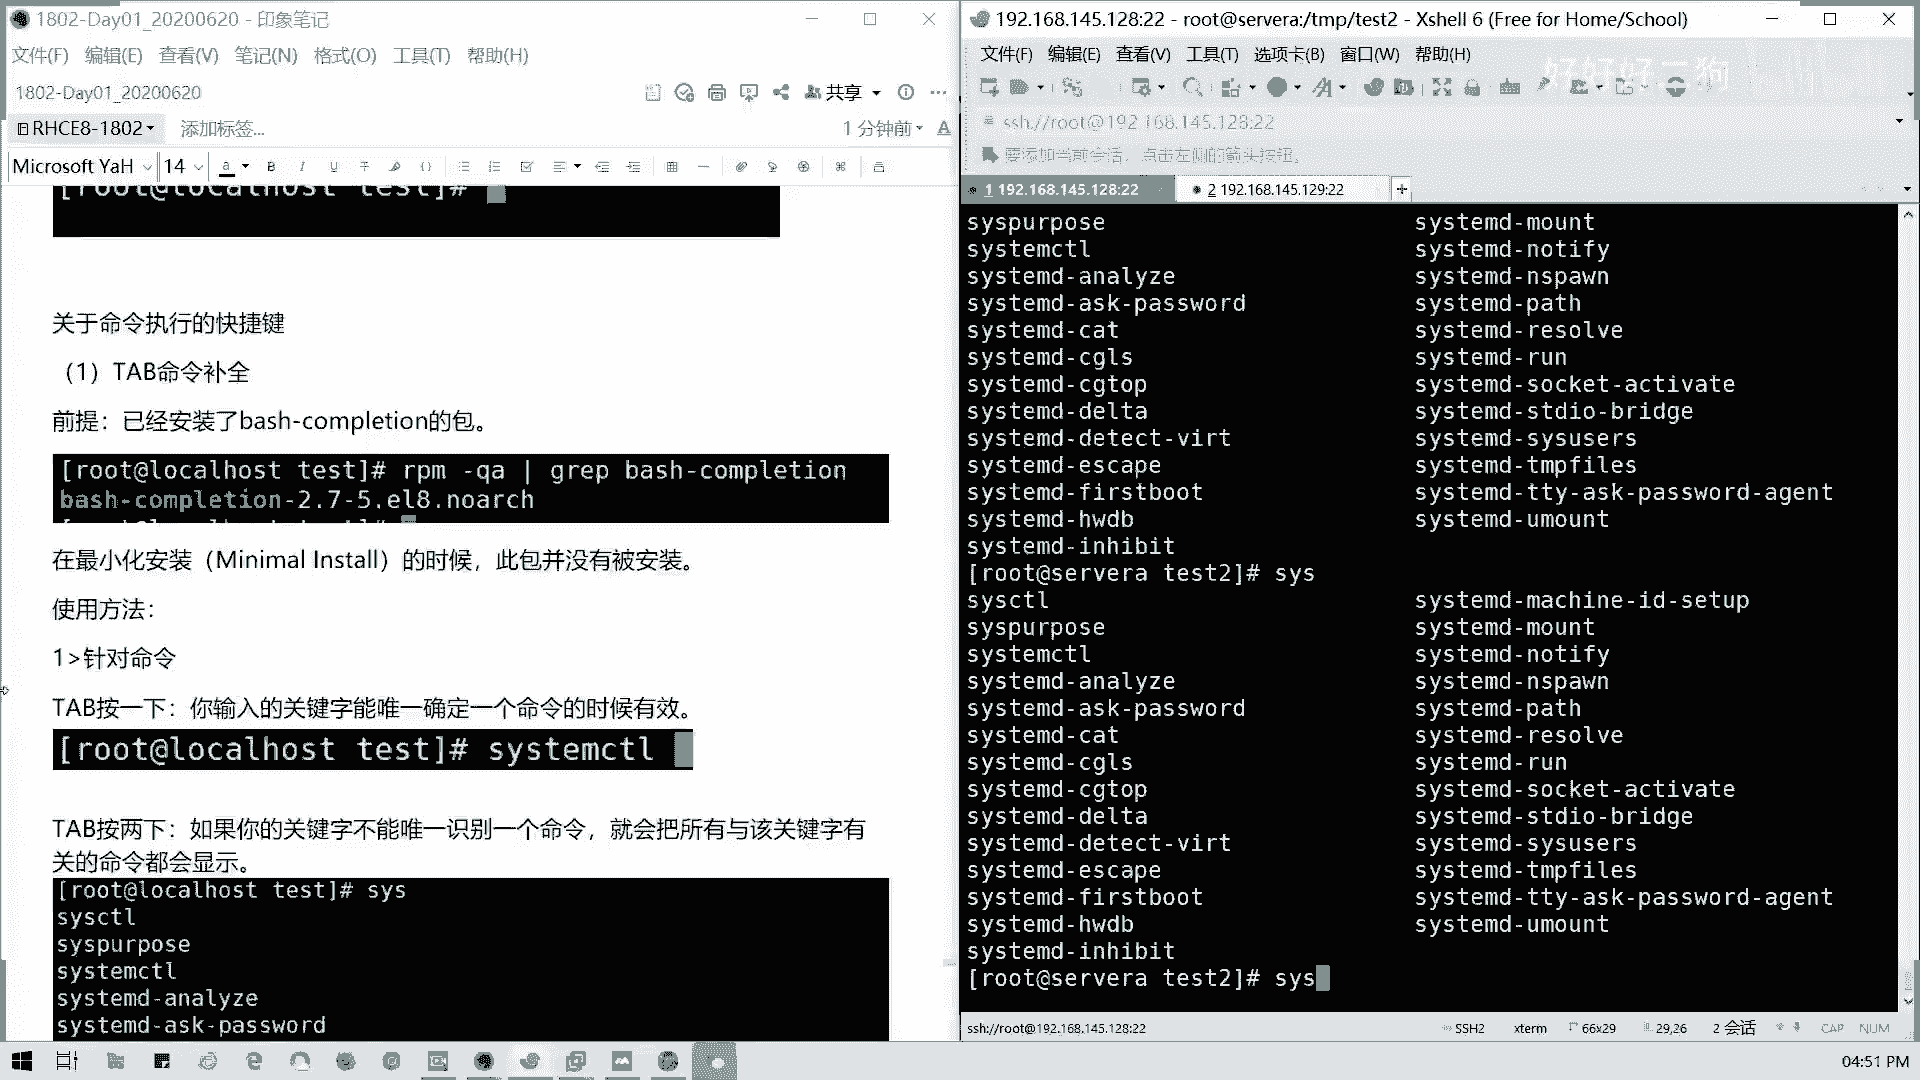 1802-Day01_20200620 - 印象笔记
文件(F) 编辑(E) 查看(V) 笔记(N) 格式(O) 工具(T) 帮助(H)
1802-Day01_20200620
共享
RHCE8-1802
添加标签...
1 分钟前
Microsoft YaH
14
[root@localhost test]#
关于命令执行的快捷键
（1）TAB命令补全
前提：已经安装了bash-completion的包。
[root@localhost test]# rpm -qa | grep bash-completion
bash-completion-2.7-5.el8.noarch
在最小化安装（Minimal Install）的时候，此包并没有被安装。
使用方法：
1>针对命令
TAB按一下：你输入的关键字能唯一确定一个命令的时候有效。
[root@localhost test]# systemctl
TAB按两下：如果你的关键字不能唯一识别一个命令，就会把所有与该关键字有
关的命令都会显示。
[root@localhost test]# sys
sysctl
syspurpose
systemctl
systemd-analyze
systemd-ask-password
192.168.145.128:22 - root@servera:/tmp/test2 - Xshell 6 (Free for Home/School)
文件(F) 编辑(E) 查看(V) 工具(T) 选项卡(B) 窗口(W) 帮助(H)
好好好二狗
ssh://root@192.168.145.128:22
要添加当前会话，点击左侧的箭头按钮。
1 192.168.145.128:22
2 192.168.145.129:22
syspurpose systemd-mount
systemctl systemd-notify
systemd-analyze systemd-nspawn
systemd-ask-password systemd-path
systemd-cat systemd-resolve
systemd-cgls systemd-run
systemd-cgtop systemd-socket-activate
systemd-delta systemd-stdio-bridge
systemd-detect-virt systemd-sysusers
systemd-escape systemd-tmpfiles
systemd-firstboot systemd-tty-ask-password-agent
systemd-hwdb systemd-umount
systemd-inhibit
[root@servera test2]# sys
sysctl systemd-machine-id-setup
syspurpose systemd-mount
systemctl systemd-notify
systemd-analyze systemd-nspawn
systemd-ask-password systemd-path
systemd-cat systemd-resolve
systemd-cgls systemd-run
systemd-cgtop systemd-socket-activate
systemd-delta systemd-stdio-bridge
systemd-detect-virt systemd-sysusers
systemd-escape systemd-tmpfiles
systemd-firstboot systemd-tty-ask-password-agent
systemd-hwdb systemd-umount
systemd-inhibit
[root@servera test2]# sys
ssh://root@192.168.145.128:22
SSH2
xterm
66x29
29,26
2 会话
CAP NUM
04:51 PM